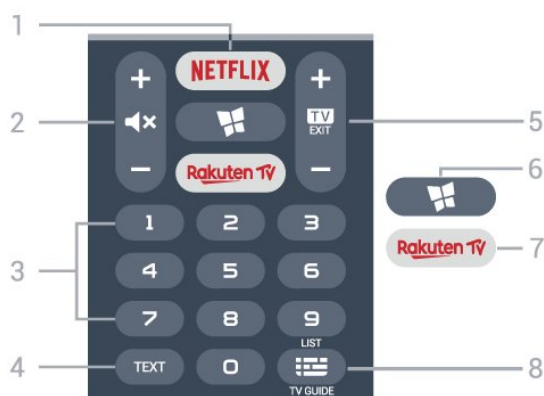 1
NETFLIX
+ +
2
TV
EXIT
5
− −
Rakuten TV
6
1 2 3
Rakuten TV 7
3
4 5 6
7 8 9
LIST
4 TEXT 0 8
TV GUIDE